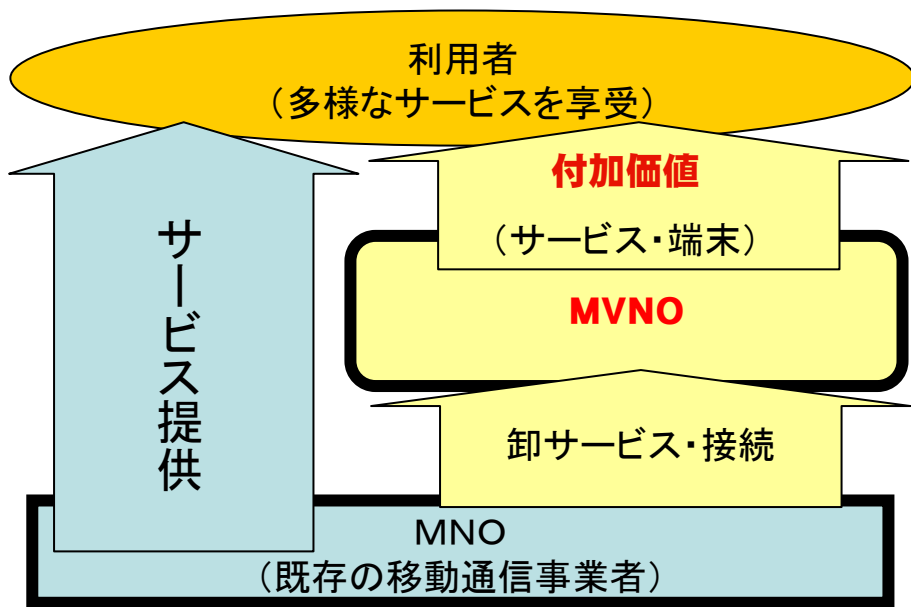 利用者
（多様なサービスを享受）
付加価値
（サービス・端末）
サービス提供
MVNO
卸サービス・接続
MNO
（既存の移動通信事業者）